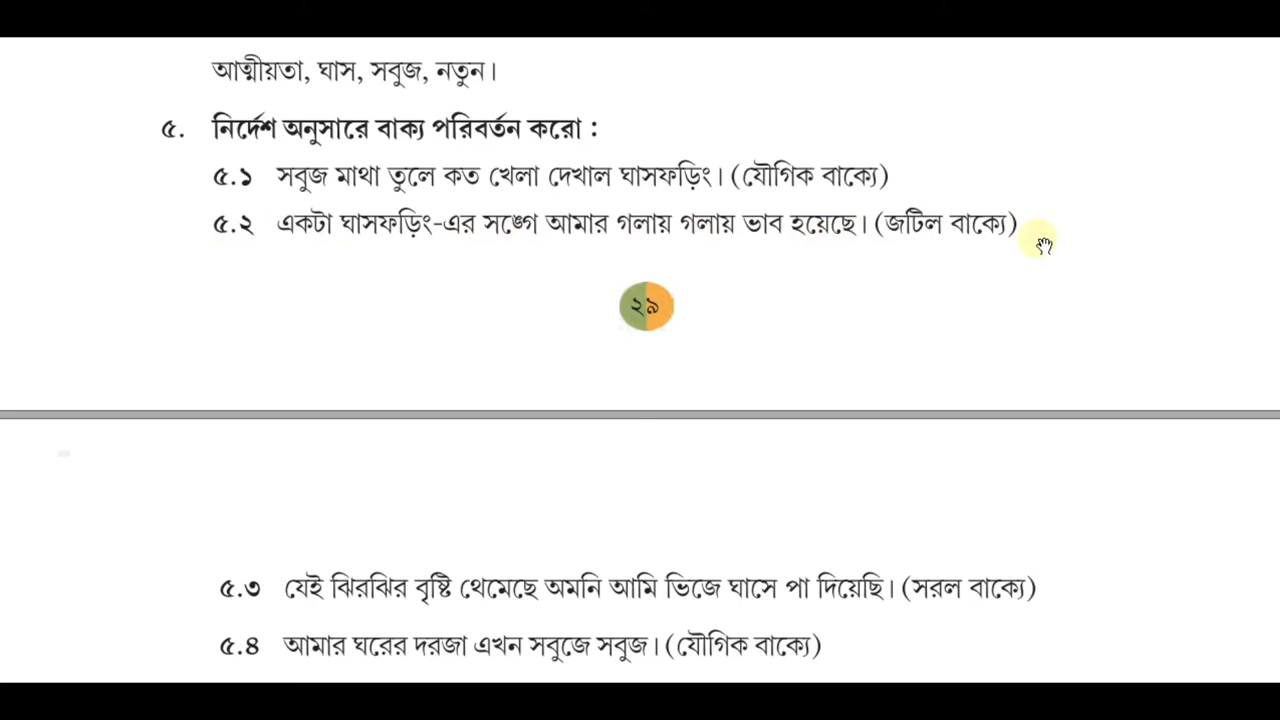 আত্মীয়তা, ঘাস, সবুজ, নতুন।
৫. নির্দেশ অনুসারে বাক্য পরিবর্তন করো :
৫.১ সবুজ মাথা তুলে কত খেলা দেখাল ঘাসফড়িং। (যৌগিক বাক্যে)
৫.২ একটা ঘাসফড়িং-এর সঙ্গে আমার গলায় গলায় ভাব হয়েছে। (জটিল বাক্যে)
২৯
৫.৩ যেই ঝিরঝির বৃষ্টি থেমেছে অমনি আমি ভিজে ঘাসে পা দিয়েছি। (সরল বাক্যে)
৫.৪ আমার ঘরের দরজা এখন সবুজে সবুজ। (যৌগিক বাক্যে)